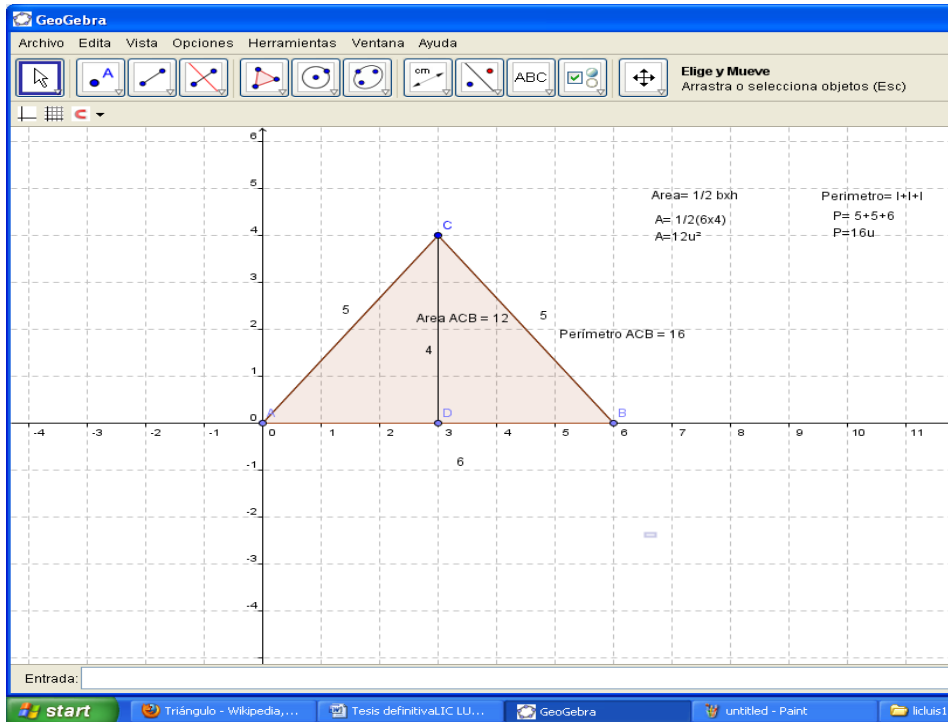 GeoGebra
Archivo Edita Vista Opciones Herramientas Ventana Ayuda
A
cm
ABC
Elige y Mueve
Arrastra o selecciona objetos (Esc)
6
5
Area= 1/2 bxh
Perimetro= l+l+l
A= 1/2(6x4)
P= 5+5+6
A=12u²
P=16u
C
4
3
5
Area ACB = 12
5
2
Perímetro ACB = 16
4
1
0
A
D
B
-4 -3 -2 -1 0 1 2 3 4 5 6 7 8 9 10 11
6
-1
-2
-3
-4
Entrada:
start
Triángulo - Wikipedia,...
Tesis definitivaLIC LU...
GeoGebra
untitled - Paint
licluis1